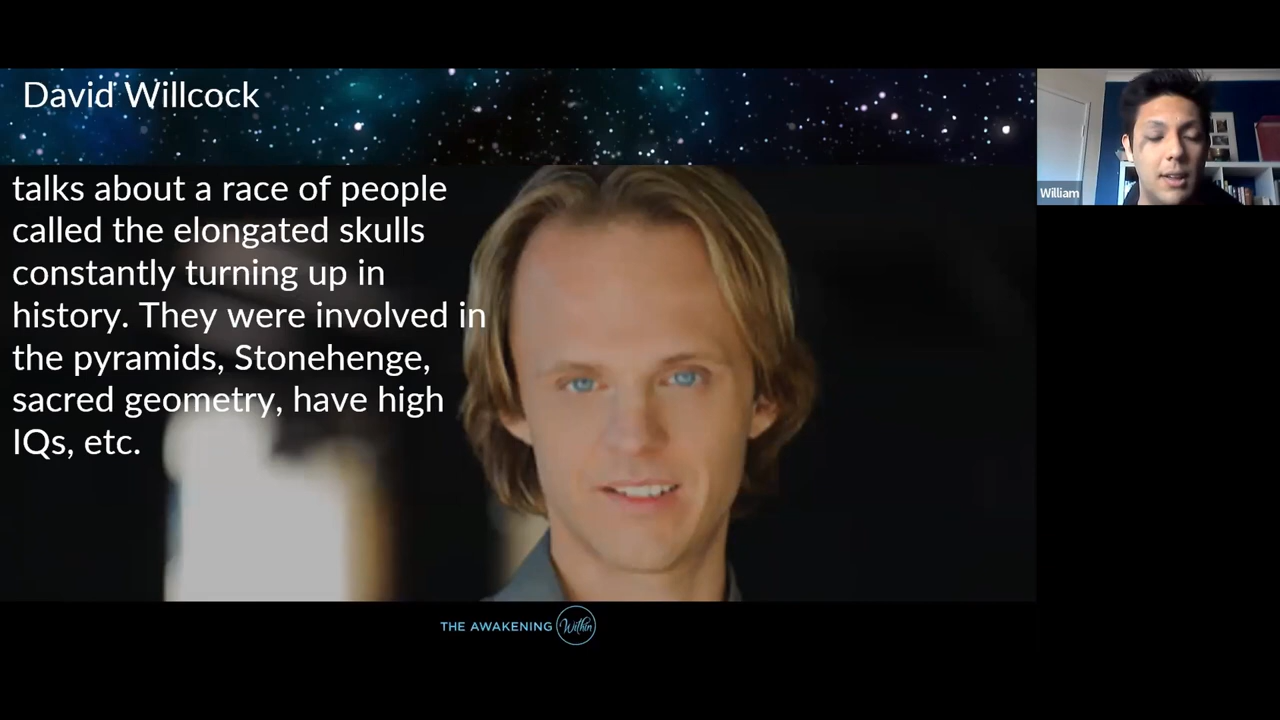 David Willcock
talks about a race of people
called the elongated skulls
constantly turning up in
history. They were involved in
the pyramids, Stonehenge,
sacred geometry, have high
IQs, etc.
William
THE AWAKENING Within